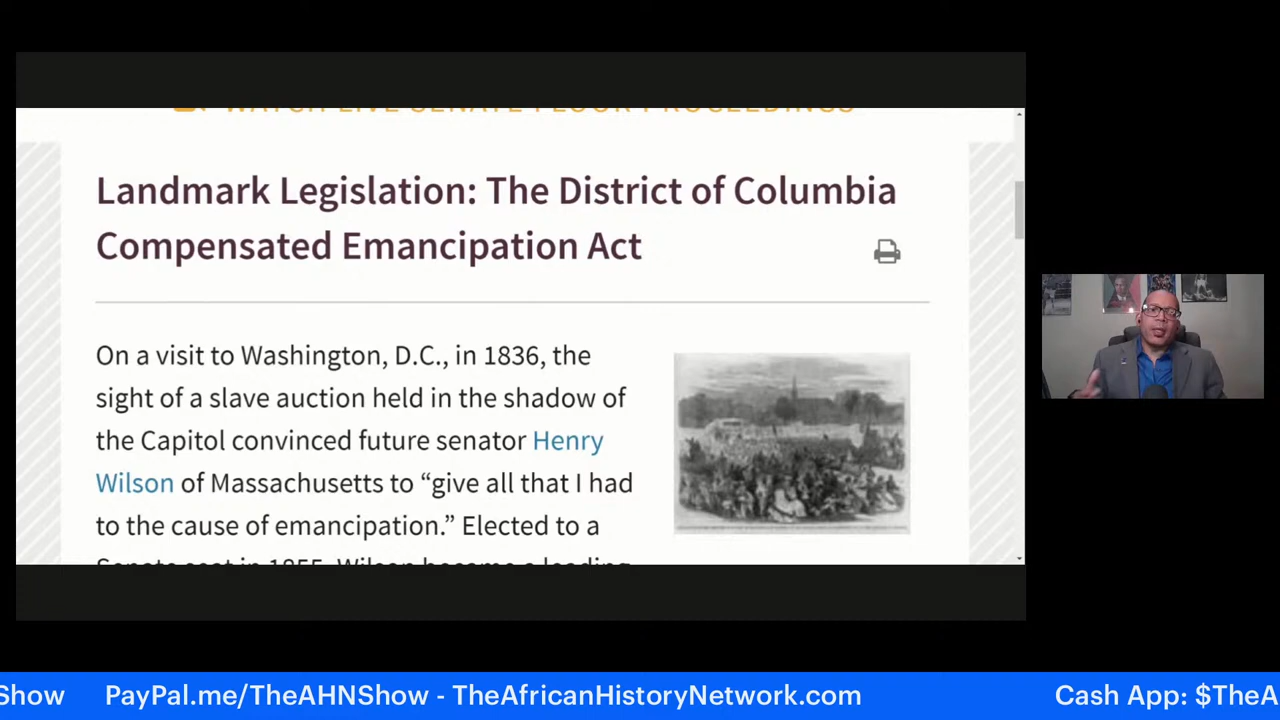 WATCH LIVE SENATE FLOOR PROCEEDINGS
Landmark Legislation: The District of Columbia
Compensated Emancipation Act
On a visit to Washington, D.C., in 1836, the
sight of a slave auction held in the shadow of
the Capitol convinced future senator Henry
Wilson of Massachusetts to “give all that I had
to the cause of emancipation.” Elected to a
Senate seat in 1855, Wilson became a leading
Show PayPal.me/TheAHNShow - TheAfricanHistoryNetwork.com Cash App: $TheA